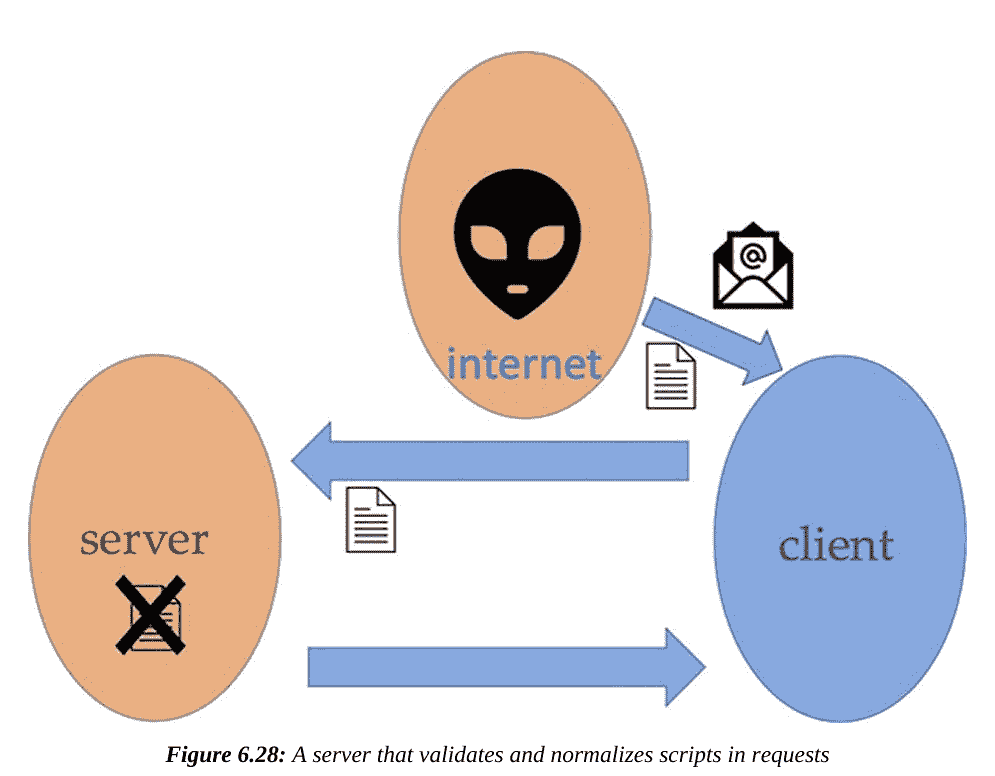 @
internet
server
client
Figure 6.28: A server that validates and normalizes scripts in requests